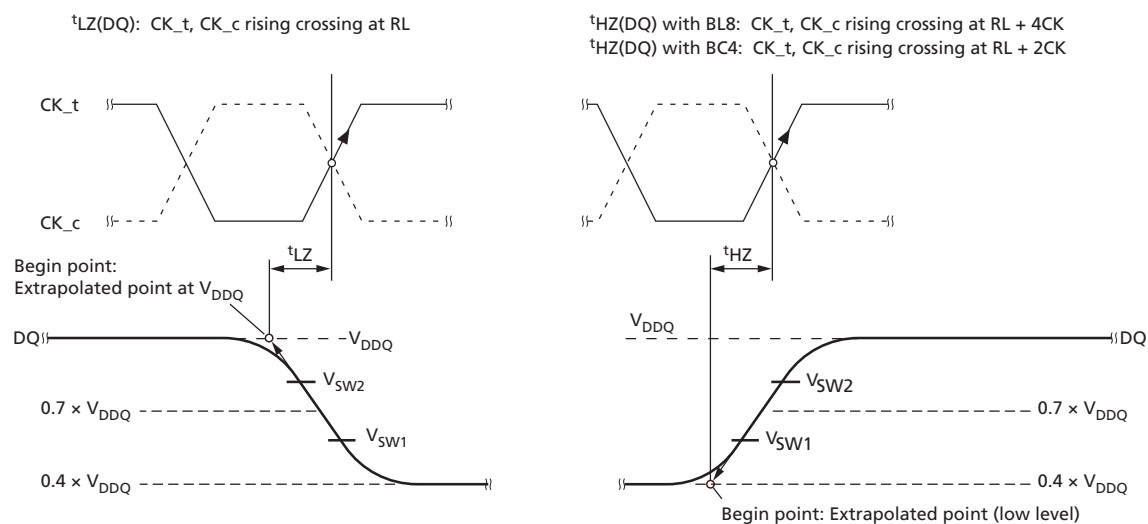 tLZ(DQ): CK_t, CK_c rising crossing at RL
tHZ(DQ) with BL8: CK_t, CK_c rising crossing at RL + 4CK
tHZ(DQ) with BC4: CK_t, CK_c rising crossing at RL + 2CK
CK_t
CK_c
tLZ
Begin point:
Extrapolated point at VDDQ
DQ
VDDQ
VSW2
0.7 × VDDQ
VSW1
0.4 × VDDQ
tHZ
VDDQ
DQ
VSW2
0.7 × VDDQ
VSW1
0.4 × VDDQ
Begin point: Extrapolated point (low level)